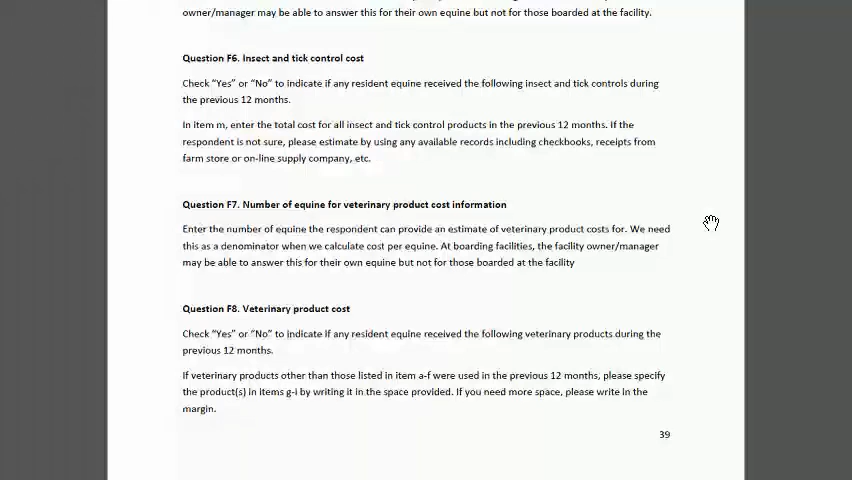 owner/manager may be able to answer this for their own equine but not for those boarded at the facility.
Question F6. Insect and tick control cost
Check “Yes” or “No” to indicate if any resident equine received the following insect and tick controls during
the previous 12 months.
In item m, enter the total cost for all insect and tick control products in the previous 12 months. If the
respondent is not sure, please estimate by using any available records including checkbooks, receipts from
farm store or on-line supply company, etc.
Question F7. Number of equine for veterinary product cost information
Enter the number of equine the respondent can provide an estimate of veterinary product costs for. We need
this as a denominator when we calculate cost per equine. At boarding facilities, the facility owner/manager
may be able to answer this for their own equine but not for those boarded at the facility
Question F8. Veterinary product cost
Check “Yes” or “No” to indicate if any resident equine received the following veterinary products during the
previous 12 months.
If veterinary products other than those listed in item a-f were used in the previous 12 months, please specify
the product(s) in items g-i by writing it in the space provided. If you need more space, please write in the
margin.
39